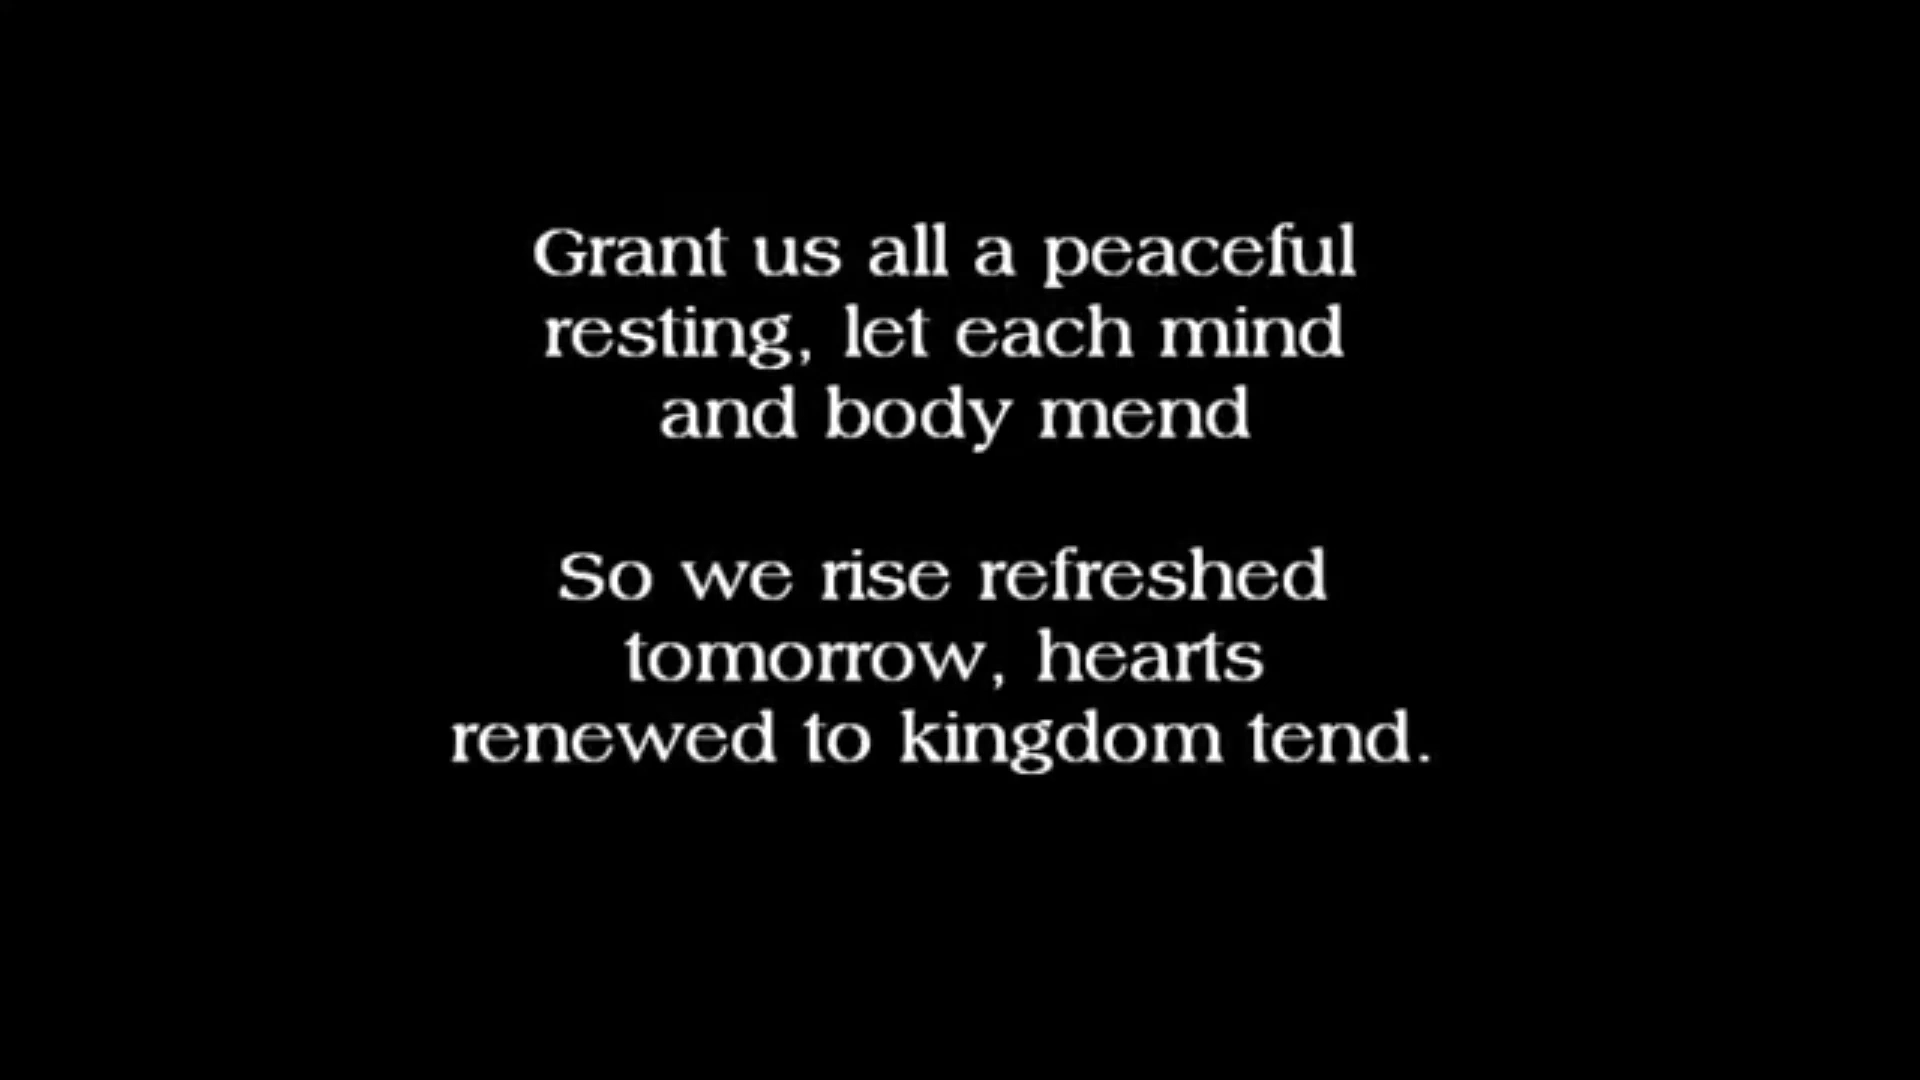 Grant us all a peaceful
resting, let each mind
and body mend
So we rise refreshed
tomorrow, hearts
renewed to kingdom tend.